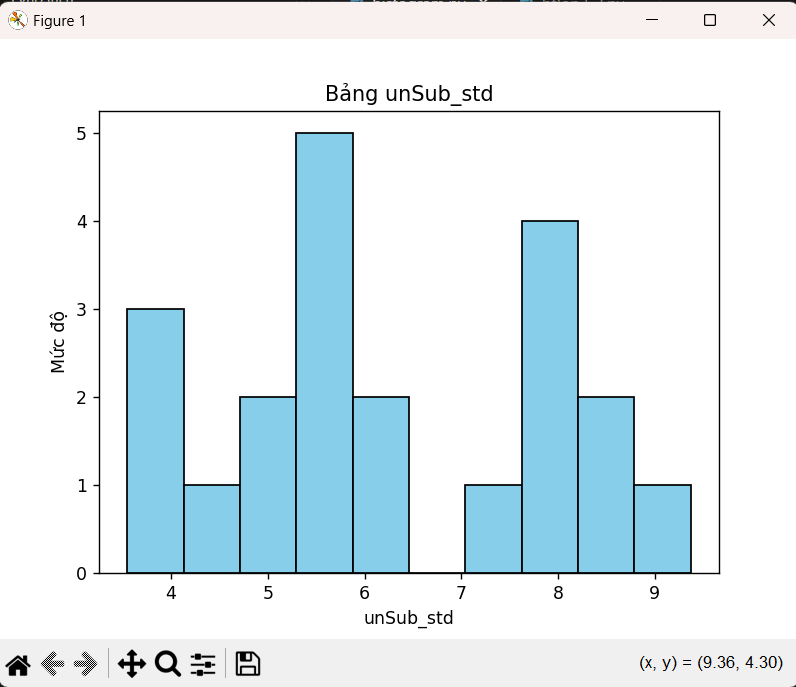 Figure 1
Bảng unSub_std
5
4
3
2
1
0
Mức độ
4 5 6 7 8 9
unSub_std
(x, y) = (9.36, 4.30)